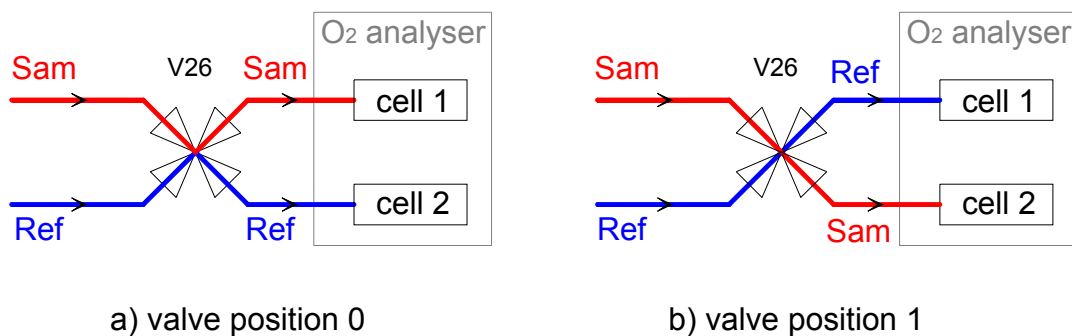 O2 analyser
Sam V26 Sam
cell 1
cell 2
Ref Ref
a) valve position 0
O2 analyser
Sam V26 Ref
cell 1
cell 2
Ref Sam
b) valve position 1